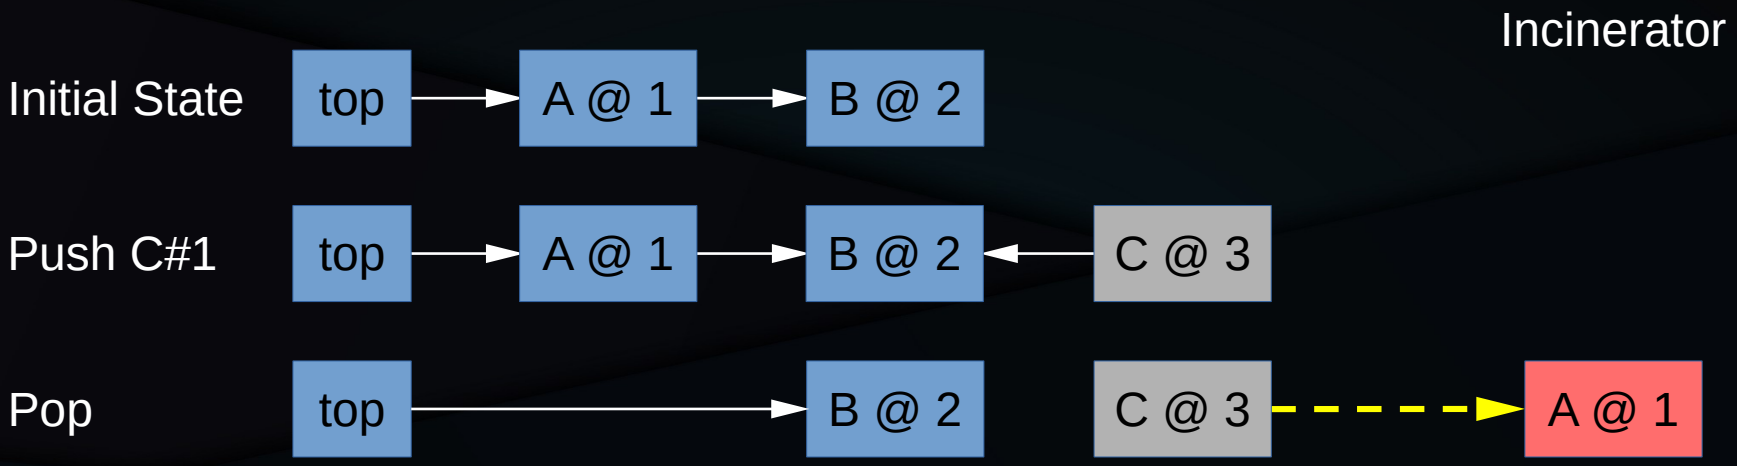 Incinerator
Initial State top A @ 1 B @ 2
Push C#1 top A @ 1 B @ 2 C @ 3
Pop top B @ 2 C @ 3 A @ 1